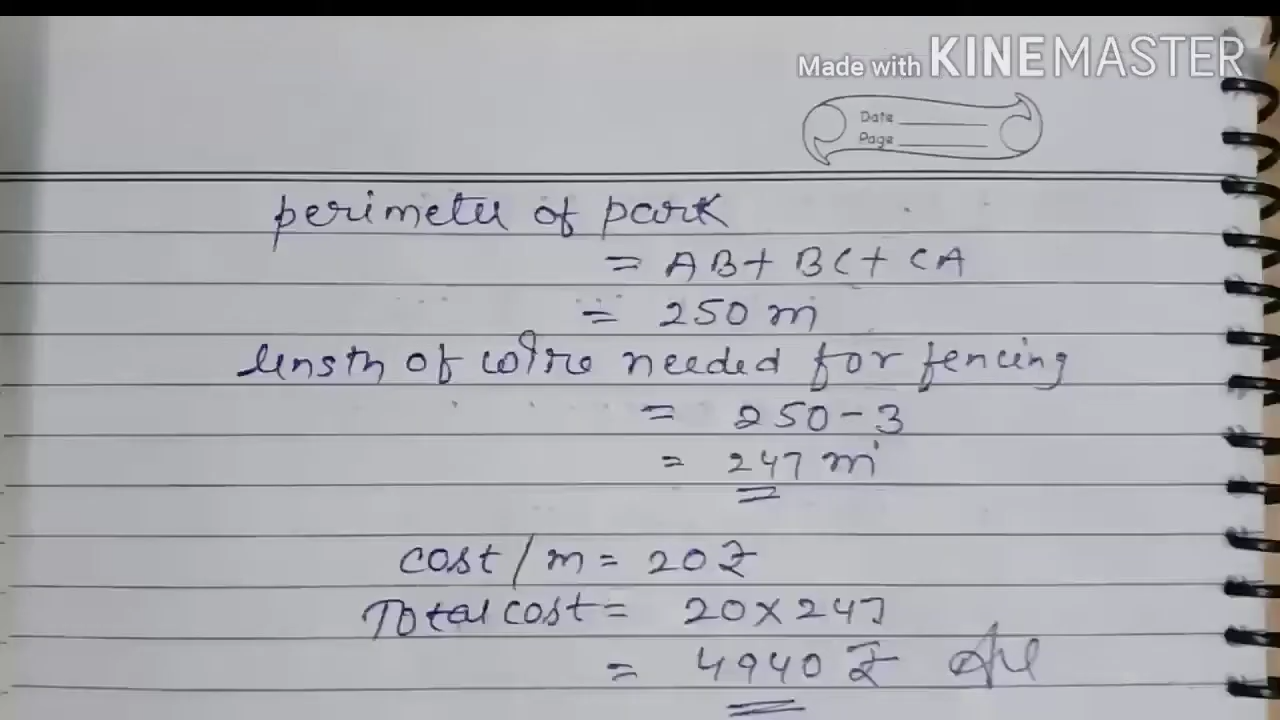 Made with KINEMASTER
Date
Page
perimeter of park
= AB + BC + CA
= 250 m
length of wire needed for fencing
= 250 - 3
= 247 m
cost / m = 20 ₹
Total cost = 20 × 247
= 4940 ₹ Ans